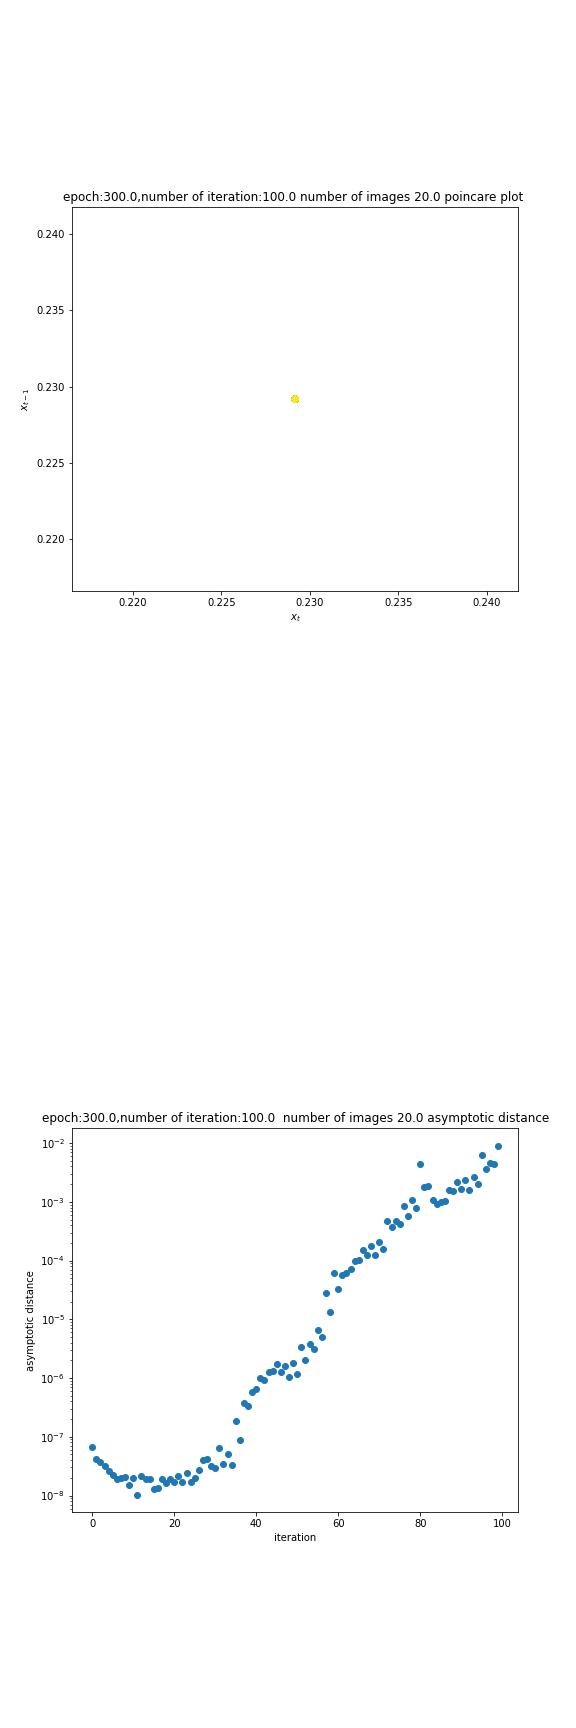 epoch:300.0,number of iteration:100.0 number of images 20.0 poincare plot
0.240
0.235
0.230
0.225
0.220
x_{t-1}
0.220 0.225 0.230 0.235 0.240
x_t
epoch:300.0,number of iteration:100.0  number of images 20.0 asymptotic distance
10^{-2}
10^{-3}
10^{-4}
10^{-5}
10^{-6}
10^{-7}
10^{-8}
asymptotic distance
0 20 40 60 80 100
iteration